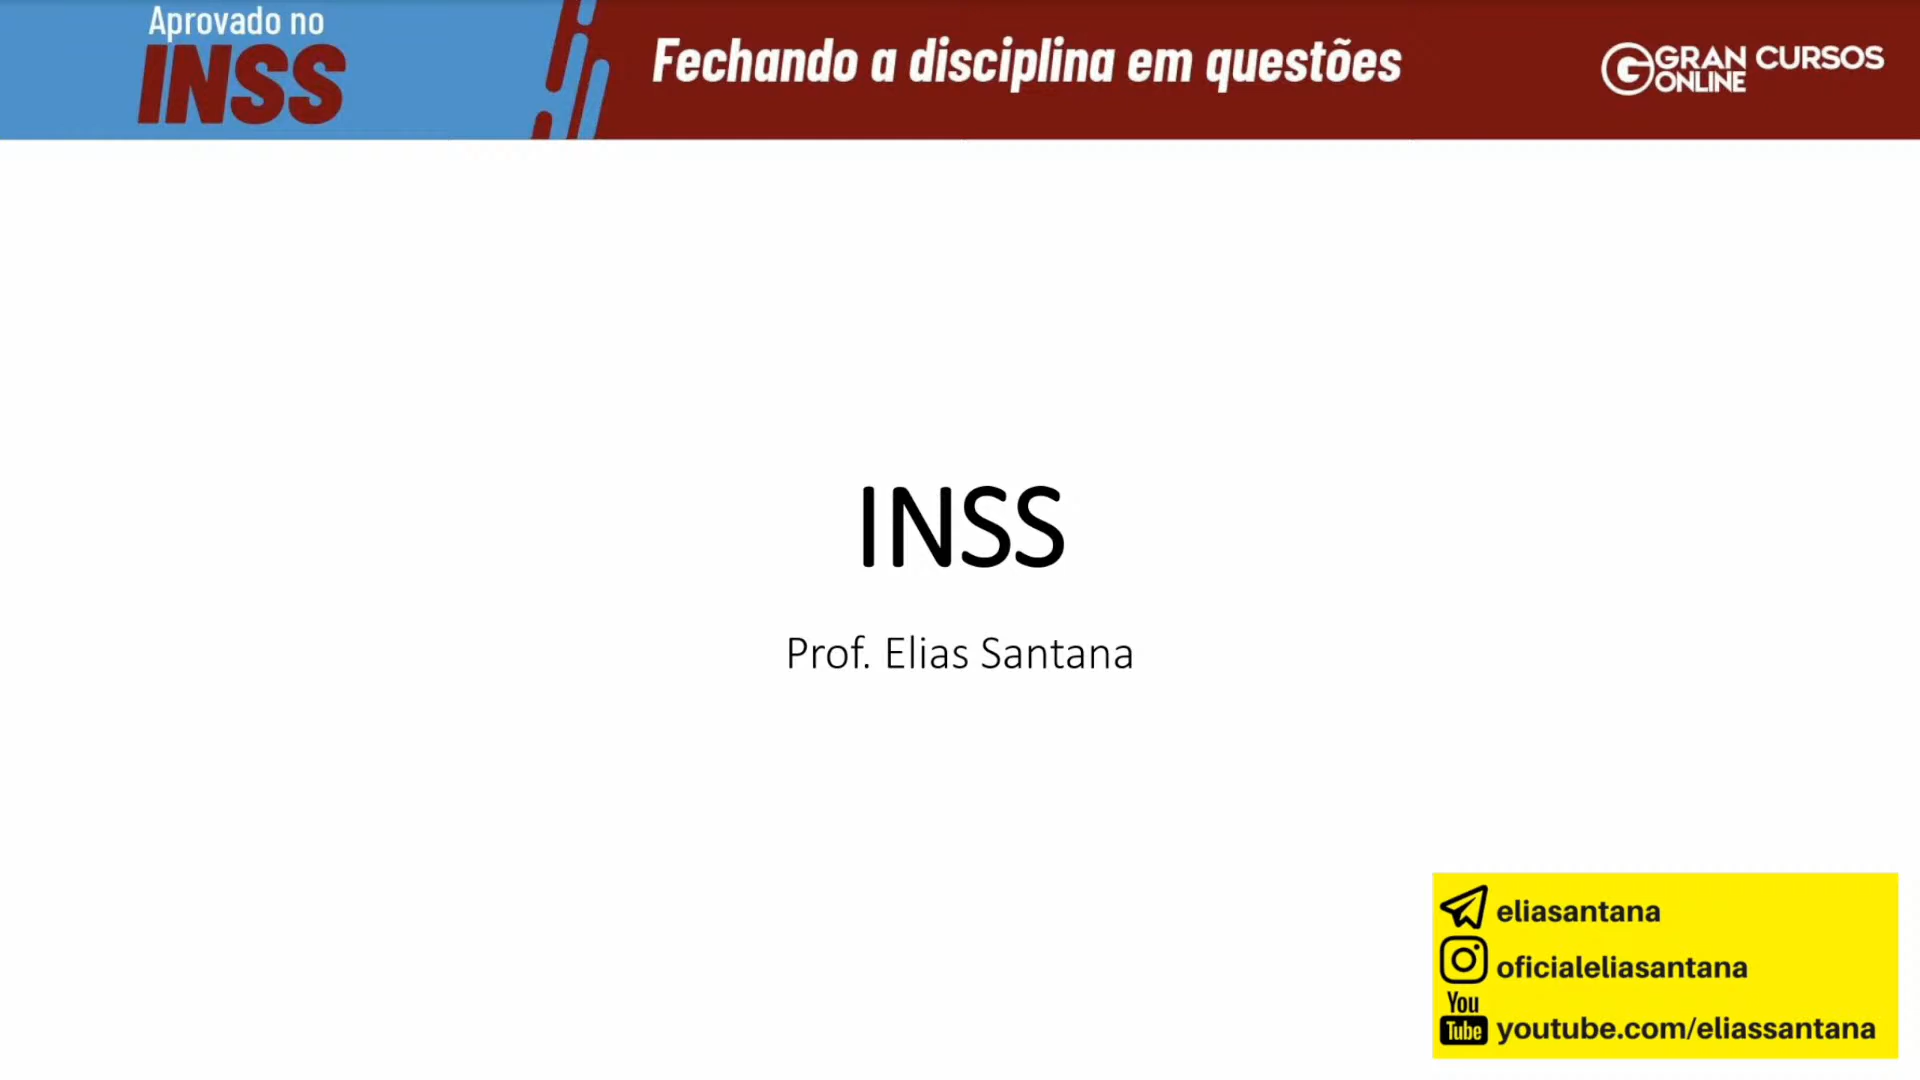 Aprovado no
INSS
Fechando a disciplina em questões
GRAN CURSOS
ONLINE
INSS
Prof. Elias Santana
eliasantana
oficialeliasantana
You
Tube youtube.com/eliassantana